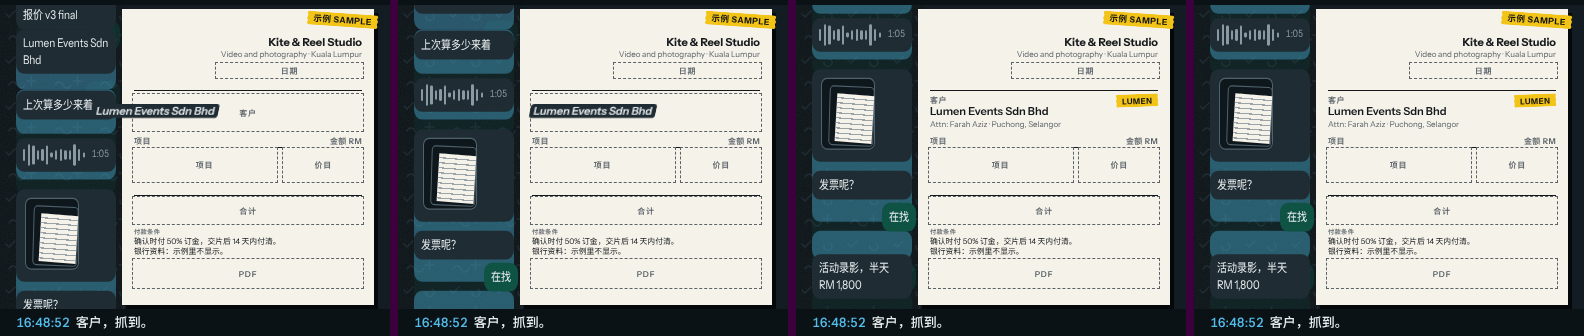 报价 v3 final
Lumen Events Sdn
Bhd
上次算多少来着
Lumen Events Sdn Bhd
1:05
发票呢？
示例 SAMPLE
Kite & Reel Studio
Video and photography · Kuala Lumpur
日期
客户
项目 金额 RM
项目 价目
合计
付款条件
确认时付 50% 订金，交片后 14 天内付清。
银行资料：示例里不显示。
PDF
16:48:52 客户，抓到。
上次算多少来着
1:05
发票呢？
在找
示例 SAMPLE
Kite & Reel Studio
Video and photography · Kuala Lumpur
日期
Lumen Events Sdn Bhd
项目 金额 RM
项目 价目
合计
付款条件
确认时付 50% 订金，交片后 14 天内付清。
银行资料：示例里不显示。
PDF
16:48:52 客户，抓到。
1:05
发票呢？
在找
活动录影，半天
RM 1,800
示例 SAMPLE
Kite & Reel Studio
Video and photography · Kuala Lumpur
日期
客户
Lumen Events Sdn Bhd
LUMEN
Attn: Farah Aziz · Puchong, Selangor
项目 金额 RM
项目 价目
合计
付款条件
确认时付 50% 订金，交片后 14 天内付清。
银行资料：示例里不显示。
PDF
16:48:52 客户，抓到。
1:05
发票呢？
在找
活动录影，半天
RM 1,800
示例 SAMPLE
Kite & Reel Studio
Video and photography · Kuala Lumpur
日期
客户
Lumen Events Sdn Bhd
LUMEN
Attn: Farah Aziz · Puchong, Selangor
项目 金额 RM
项目 价目
合计
付款条件
确认时付 50% 订金，交片后 14 天内付清。
银行资料：示例里不显示。
PDF
16:48:52 客户，抓到。